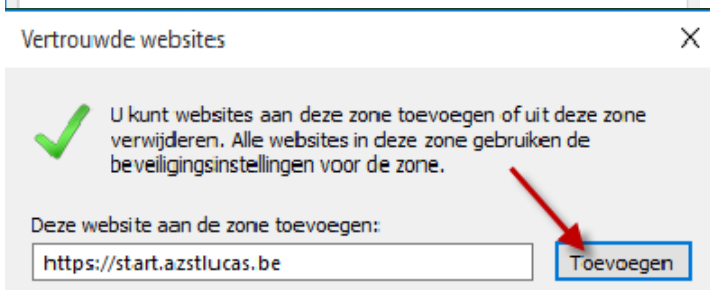 Vertrouwde websites
U kunt websites aan deze zone toevoegen of uit deze zone
verwijderen. Alle websites in deze zone gebruiken de
beveiligingsinstellingen voor de zone.
Deze website aan de zone toevoegen:
https://start.azstlucas.be
Toevoegen